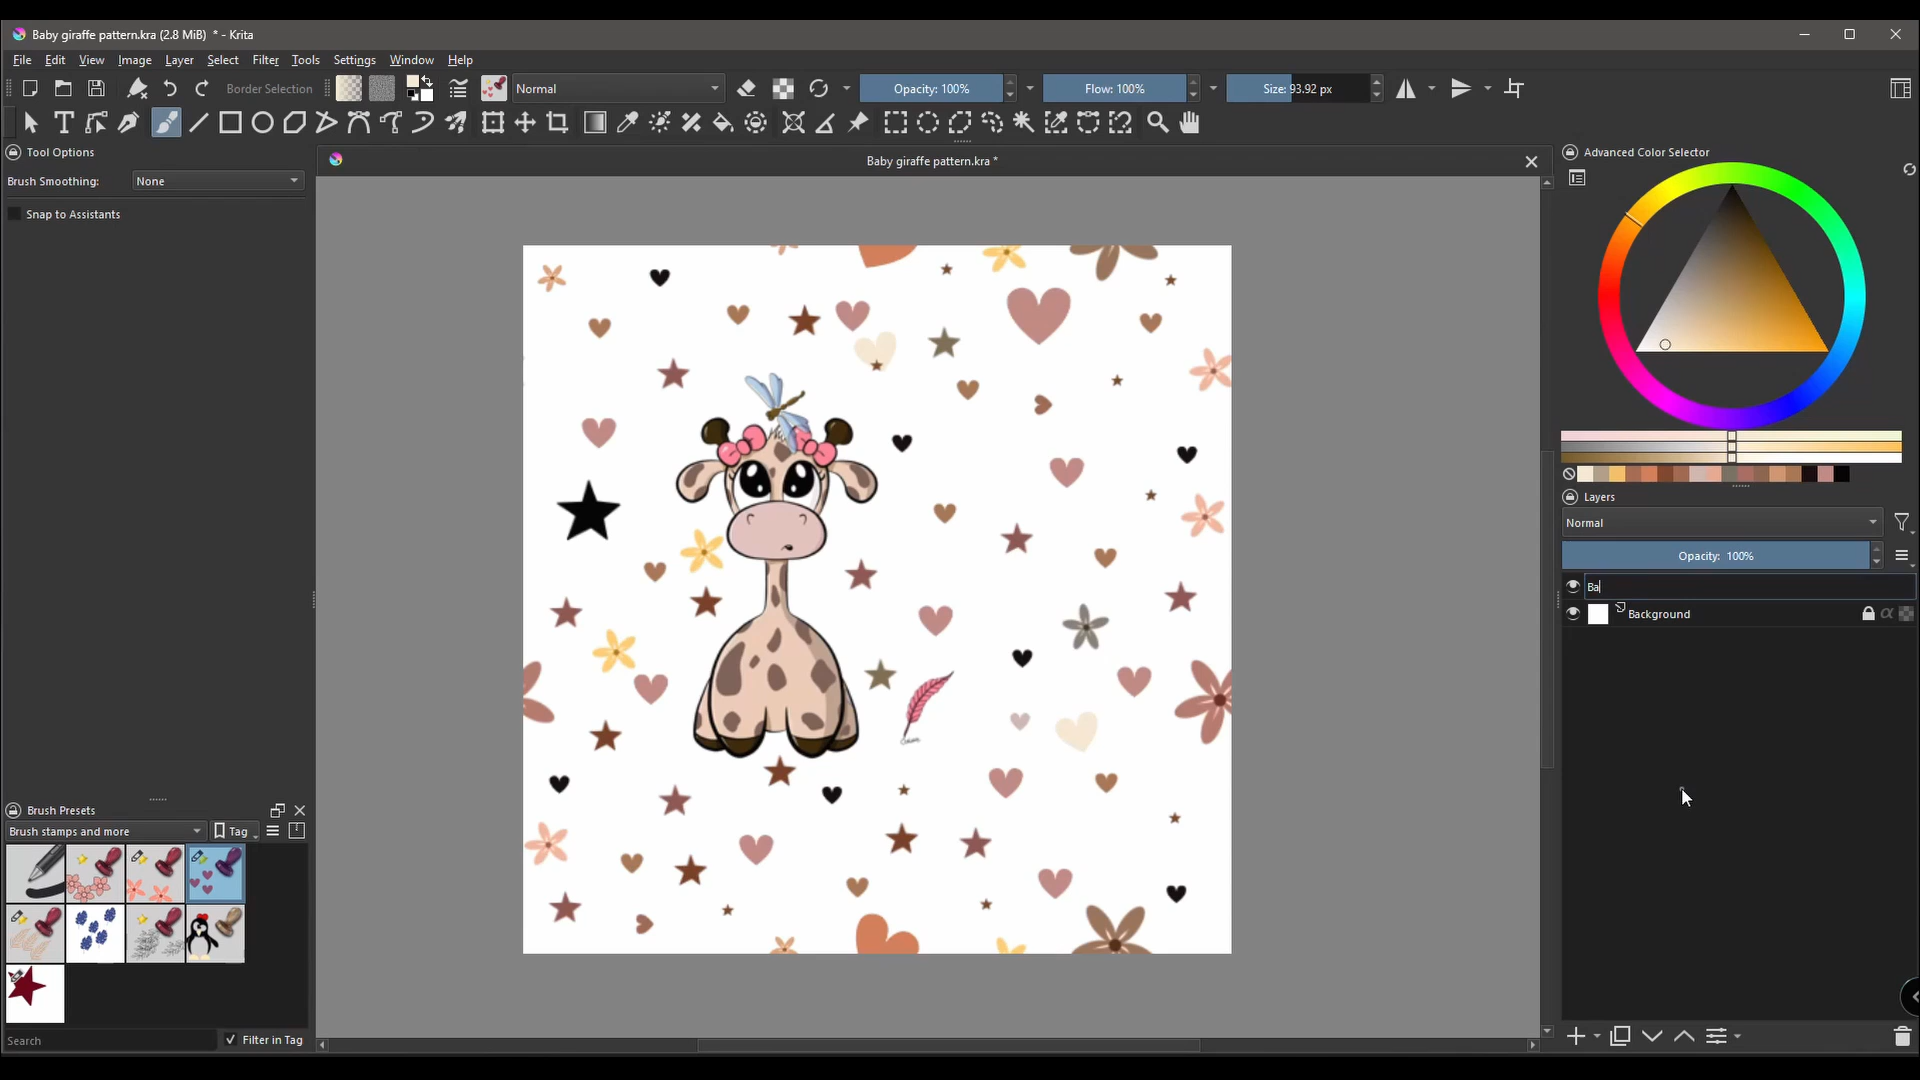 Baby giraffe pattern.kra (2.8 MiB) * - Krita
File Edit View Image Layer Select Filter Tools Settings Window Help
Border Selection Normal Opacity: 100% Flow: 100% Size: 93.92 px
Tool Options
Brush Smoothing: None
Snap to Assistants
Baby giraffe pattern.kra *
Advanced Color Selector
Layers
Normal
Opacity: 100%
Ba
Background
Brush Presets
Brush stamps and more Tag
Search Filter in Tag